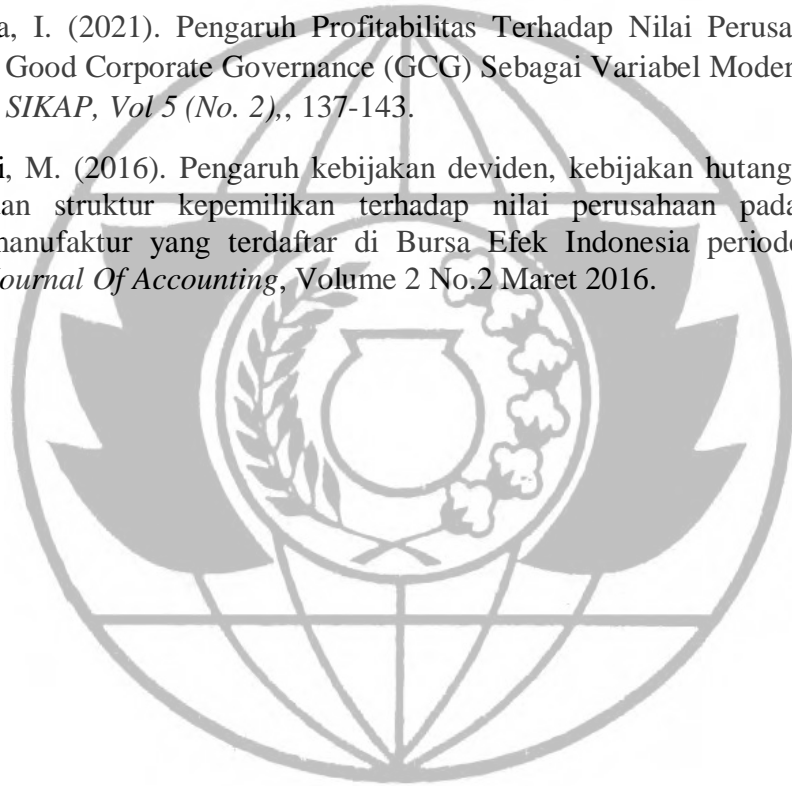 a, I. (2021). Pengaruh Profitabilitas Terhadap Nilai Perusa
Good Corporate Governance (GCG) Sebagai Variabel Moder
SIKAP, Vol 5 (No. 2),, 137-143.
i, M. (2016). Pengaruh kebijakan deviden, kebijakan hutang
an struktur kepemilikan terhadap nilai perusahaan pada
manufaktur yang terdaftar di Bursa Efek Indonesia periode
ournal Of Accounting, Volume 2 No.2 Maret 2016.